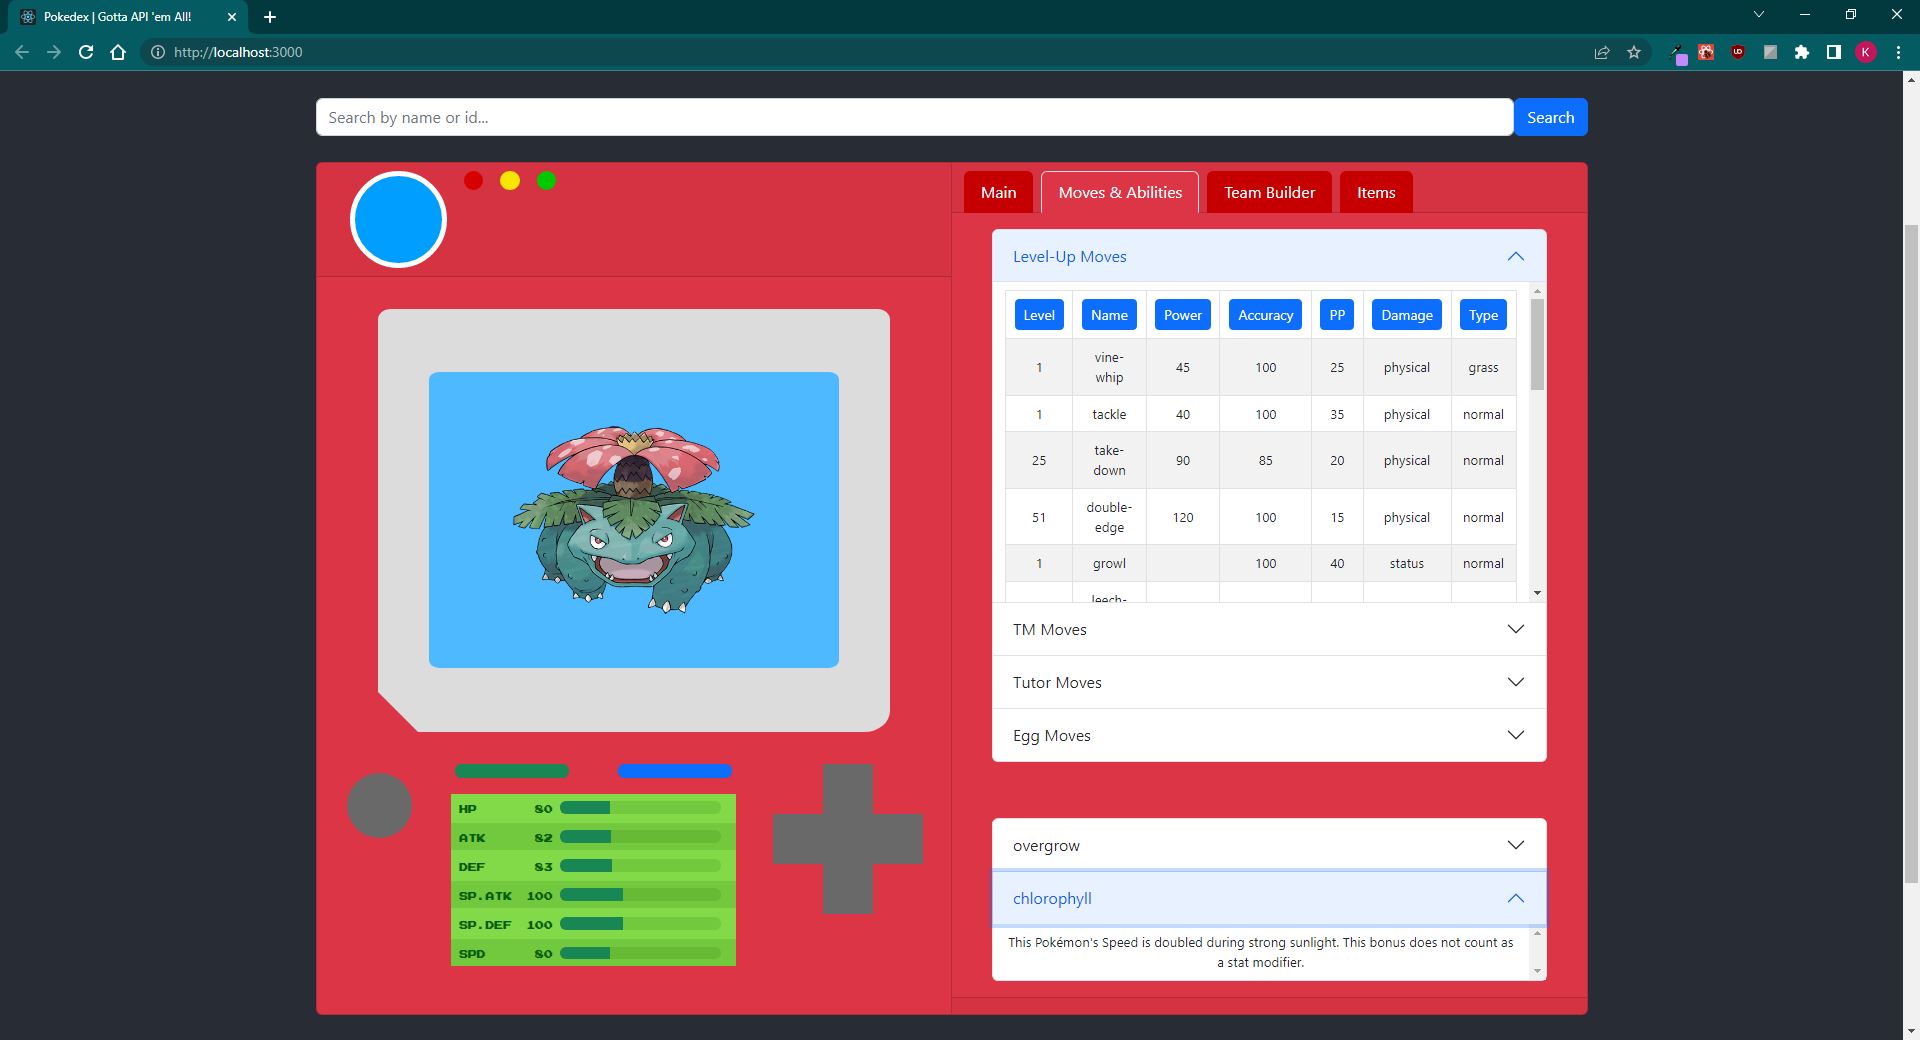 Pokedex | Gotta API 'em All!
http://localhost:3000
K
Search by name or id...
Search
Main
Moves & Abilities
Team Builder
Items
Level-Up Moves
Level Name Power Accuracy PP Damage Type
1 vine-whip 45 100 25 physical grass
1 tackle 40 100 35 physical normal
25 take-down 90 85 20 physical normal
51 double-edge 120 100 15 physical normal
1 growl 100 40 status normal
leech-
TM Moves
Tutor Moves
Egg Moves
HP 80
ATK 82
DEF 83
SP.ATK 100
SP.DEF 100
SPD 80
overgrow
chlorophyll
This Pokémon's Speed is doubled during strong sunlight. This bonus does not count as
a stat modifier.